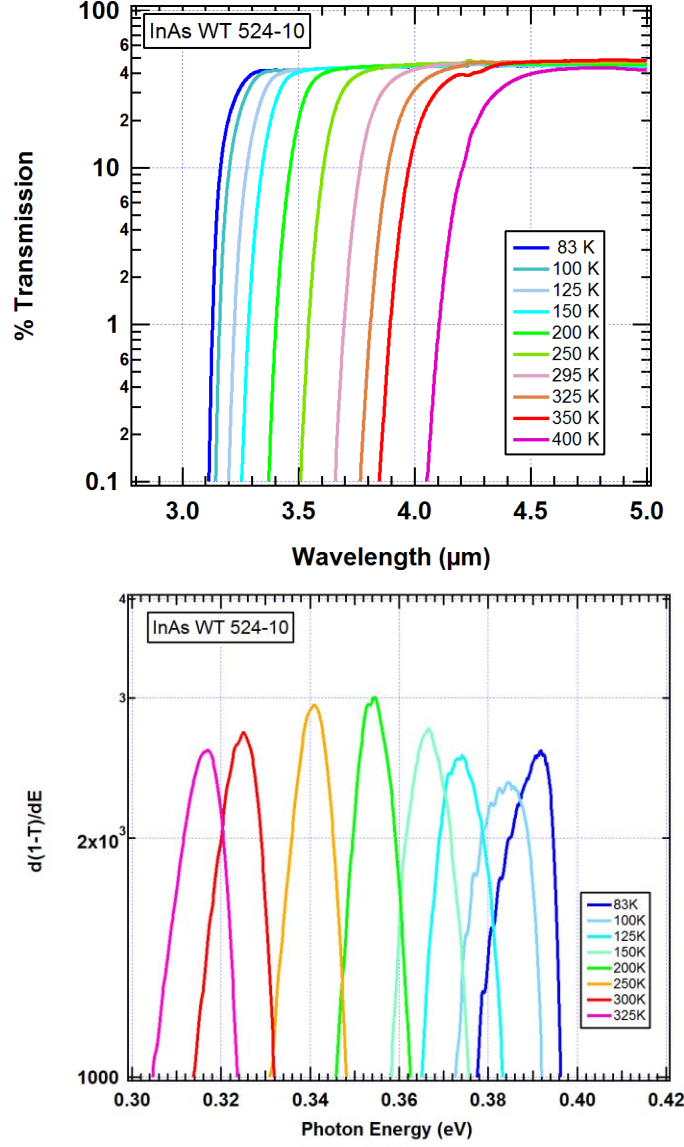 InAs WT 524-10
100
6
4
2
10
6
4
2
1
6
4
2
0.1
% Transmission
83 K
100 K
125 K
150 K
200 K
250 K
295 K
325 K
350 K
400 K
3.0 3.5 4.0 4.5 5.0
Wavelength (µm)
InAs WT 524-10
4
3
2x10³
1000
d(1-T)/dE
83K
100K
125K
150K
200K
250K
300K
325K
0.30 0.32 0.34 0.36 0.38 0.40 0.42
Photon Energy (eV)